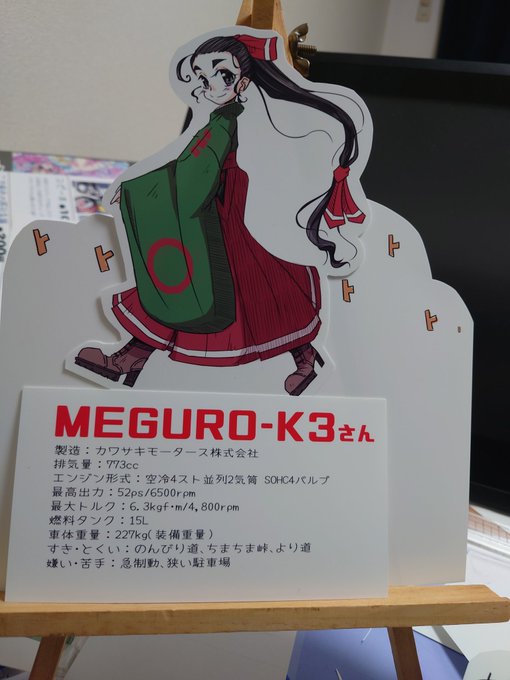 ト
ト
ト
ト
ト
MEGURO-K3さん
製造：カワサキモータース株式会社
排気量：773cc
エンジン形式：空冷4スト並列2気筒 SOHC4バルブ
最高出力：52ps/6500rpm
最大トルク：6.3kgf・m/4,800rpm
燃料タンク：15L
車体重量：227kg(装備重量)
すき・とくい：のんびり道、ちまちま峠、より道
嫌い・苦手：急制動、狭い駐車場